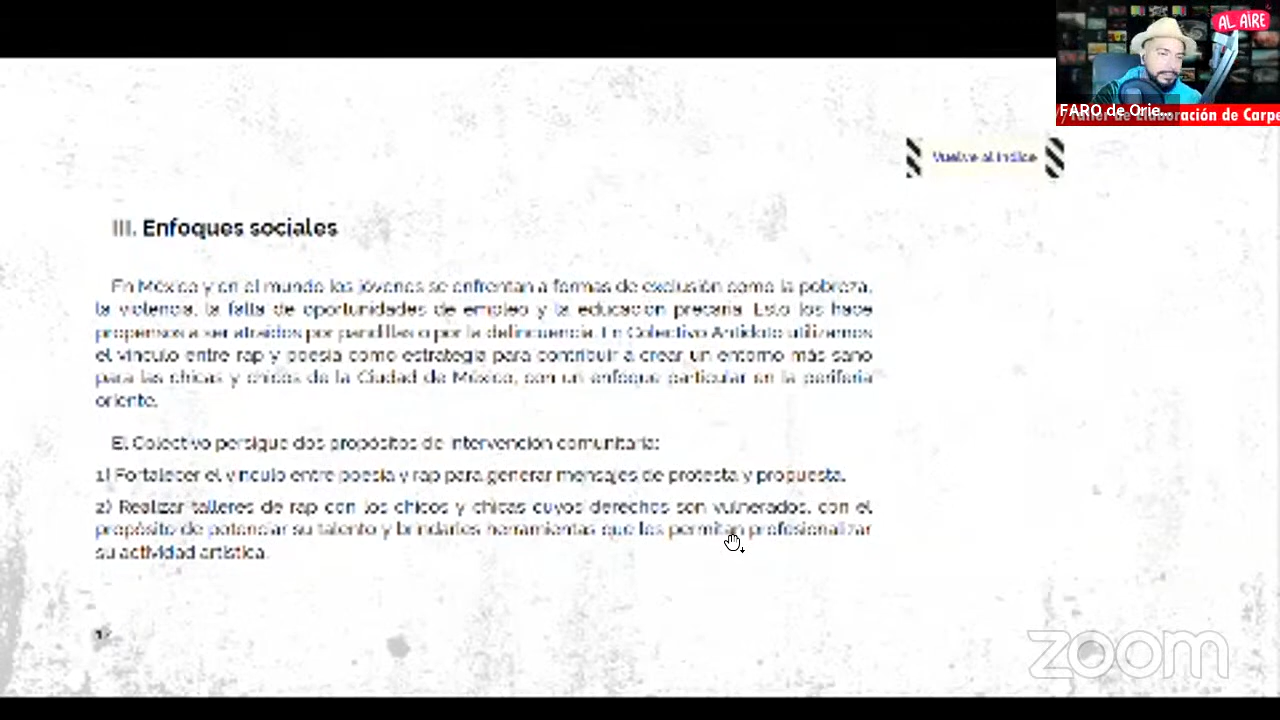 AL AIRE
FARO de Orie...
Taller de Elaboración de Carpe
Vuelve al índice
III. Enfoques sociales
En México y en el mundo los jóvenes se enfrentan a formas de exclusión como la pobreza,
la violencia, la falta de oportunidades de empleo y la educación precaria. Esto los hace
propensos a ser atraídos por pandillas o por la delincuencia. En Colectivo Antídoto utilizamos
el vínculo entre rap y poesía como estrategia para contribuir a crear un entorno más sano
para las chicas y chicos de la Ciudad de México, con un enfoque particular en la periferia
oriente.
El Colectivo persigue dos propósitos de intervención comunitaria:
1) Fortalecer el vínculo entre poesía y rap para generar mensajes de protesta y propuesta.
2) Realizar talleres de rap con los chicos y chicas cuyos derechos son vulnerados, con el
propósito de potenciar su talento y brindarles herramientas que les permitan profesionalizar
su actividad artística.
zoom